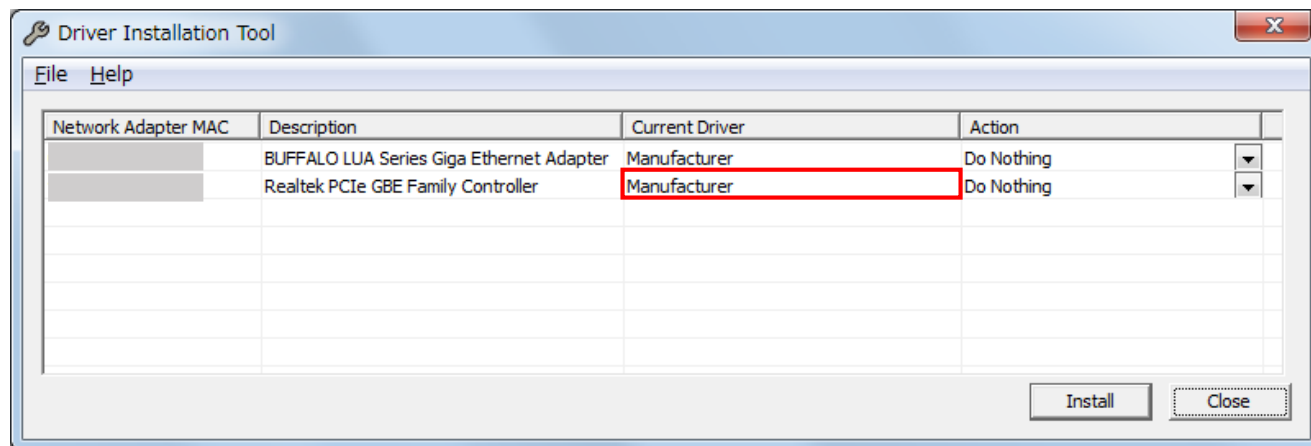 Driver Installation Tool
File Help
Network Adapter MAC Description Current Driver Action
BUFFALO LUA Series Giga Ethernet Adapter Manufacturer Do Nothing
Realtek PCIe GBE Family Controller Manufacturer Do Nothing
Install Close